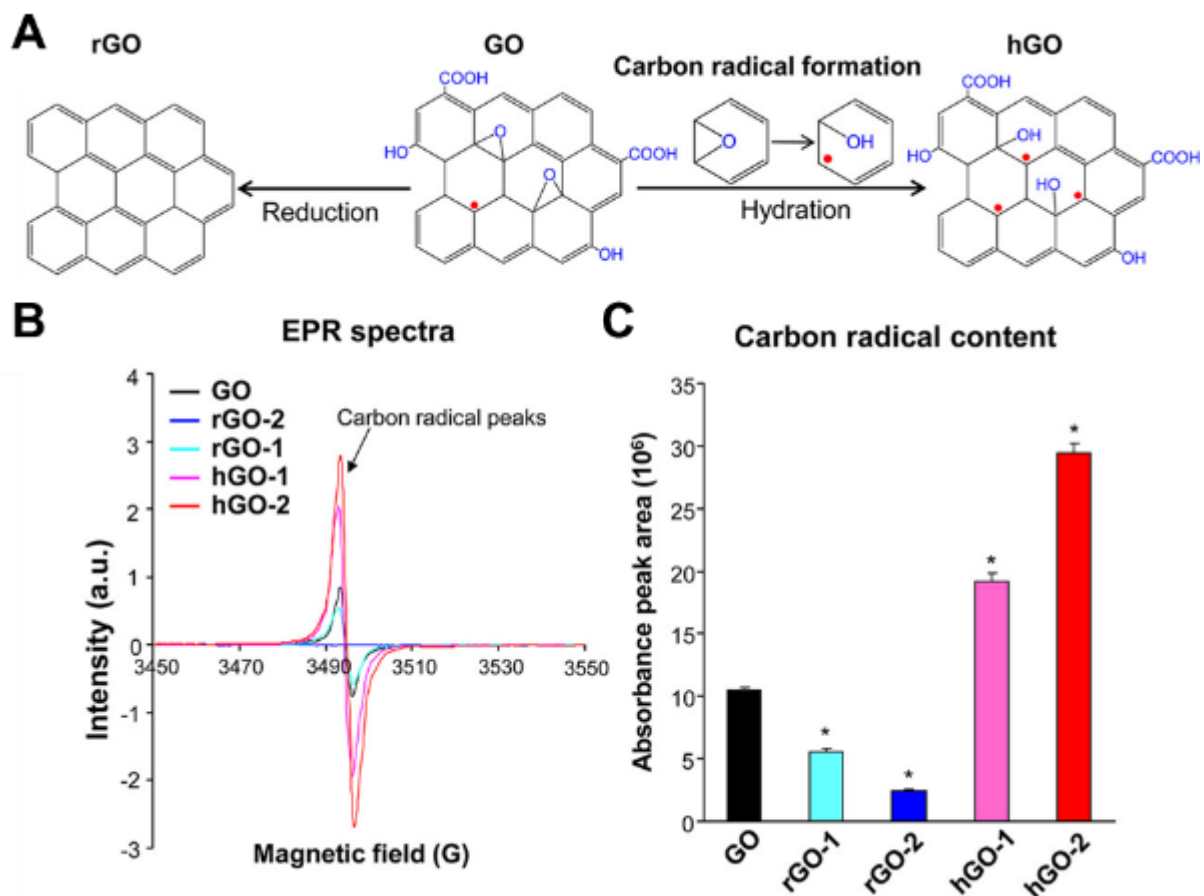 A
rGO
GO
hGO
Carbon radical formation
COOH
O
HO
COOH
O
OH
Reduction
O
OH
Hydration
COOH
OH
HO
COOH
HO
OH
B
EPR spectra
4
3
2
1
0
-1
-2
-3
GO
rGO-2
rGO-1
hGO-1
hGO-2
Carbon radical peaks
3450
3470
3490
3510
3530
3550
Intensity (a.u.)
Magnetic field (G)
C
Carbon radical content
35
30
25
20
15
10
5
0
Absorbance peak area (10⁶)
*
*
*
*
GO
rGO-1
rGO-2
hGO-1
hGO-2